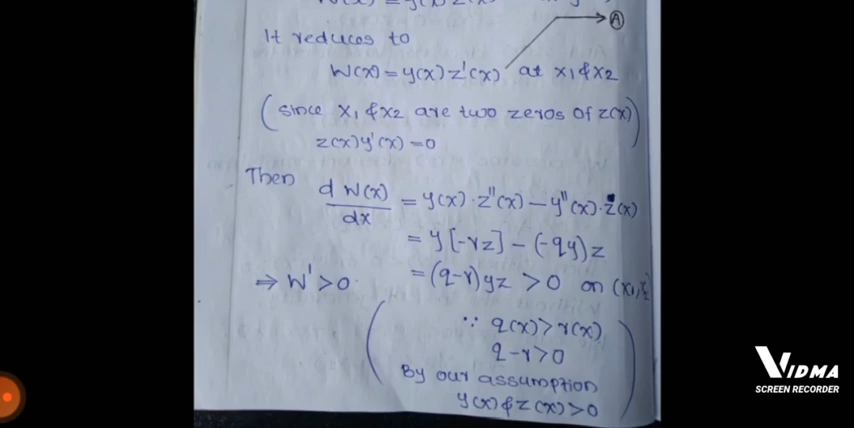 It reduces to
W(x) = y(x) z'(x) at x1 & x2
(since x1 & x2 are two zeros of z(x)
z(x)y'(x) = 0)
Then
d W(x)/dx = y(x)·z''(x) − y''(x)·z(x)
= y[−rz] − (−qy)z
= (q−r)yz > 0 on (x1,x2
⇒ W' > 0.
(∵ q(x) > r(x)
q−r > 0
By our assumption
y(x) & z(x) > 0)
A
VIDMA
SCREEN RECORDER